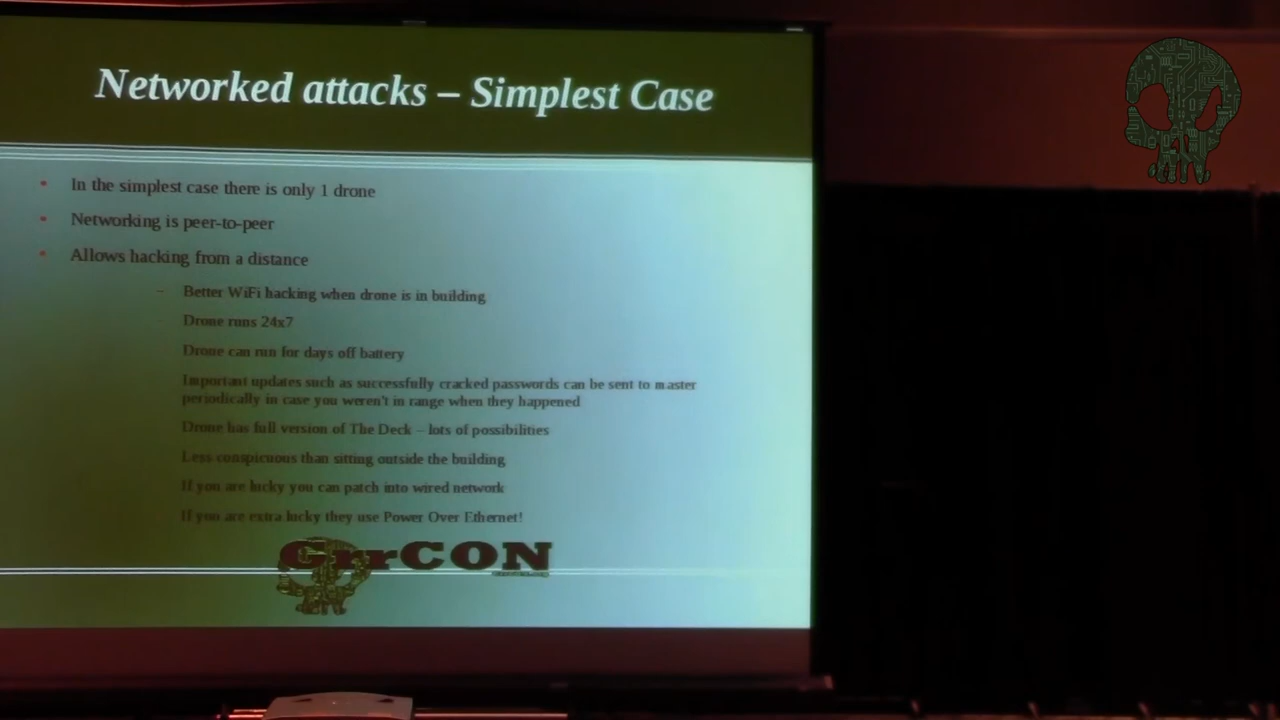 Networked attacks – Simplest Case
In the simplest case there is only 1 drone
Networking is peer-to-peer
Allows hacking from a distance
Better WiFi hacking when drone is in building
Drone runs 24x7
Drone can run for days off battery
Important updates such as successfully cracked passwords can be sent to master
periodically in case you weren't in range when they happened
Drone has full version of The Deck – lots of possibilities
Less conspicuous than sitting outside the building
If you are lucky you can patch into wired network
If you are extra lucky they use Power Over Ethernet!
GrrCON